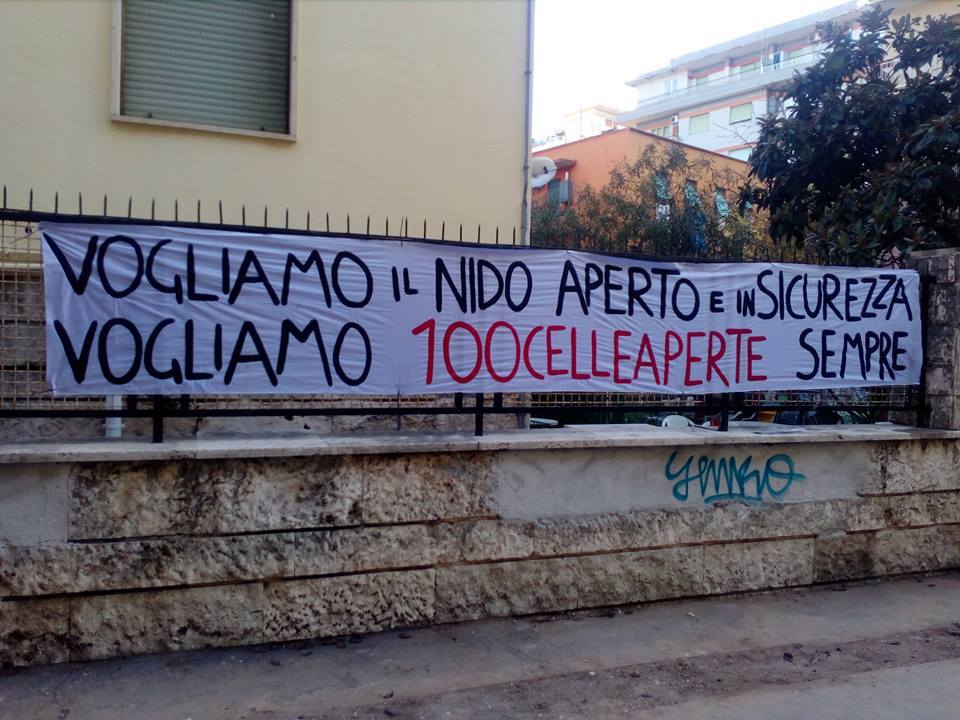 VOGLIAMO IL NIDO APERTO E IN SICUREZZA
VOGLIAMO 100CELLEAPERTE SEMPRE